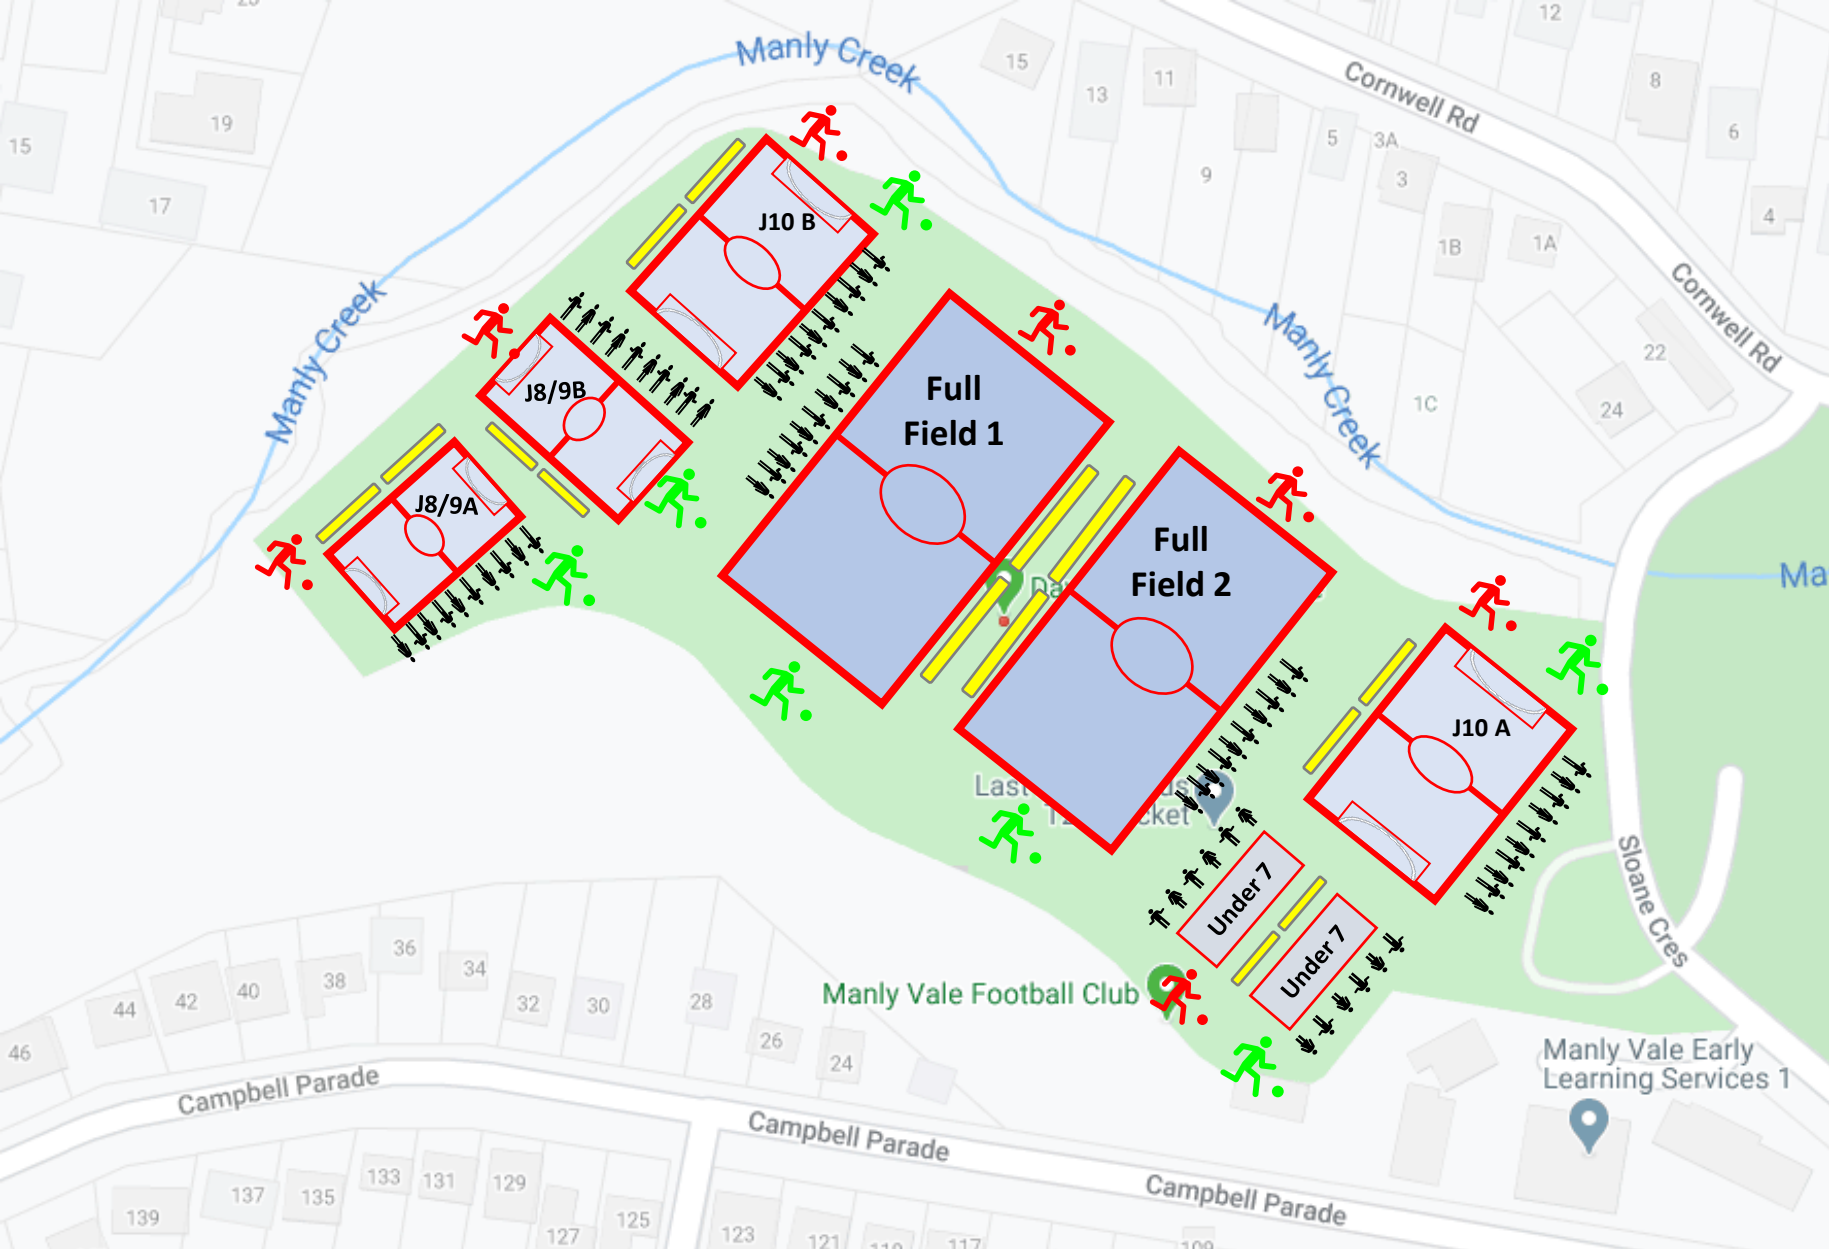 Manly Creek
Cornwell Rd
12
8
6
4
15
13
11
9
5
3A
3
1B
1A
1C
22
24
Cornwell Rd
19
15
17
Manly Creek
Manly Creek
J10 B
J8/9B
J8/9A
Full
Field 1
Full
Field 2
J10 A
Under 7
Under 7
Last
cket
Manly Vale Football Club
Sloane Cres
Manly Vale Early
Learning Services 1
46
44
42
40
38
36
34
32
30
28
26
24
Campbell Parade
Campbell Parade
Campbell Parade
139
137
135
133
131
129
127
125
123
121
117